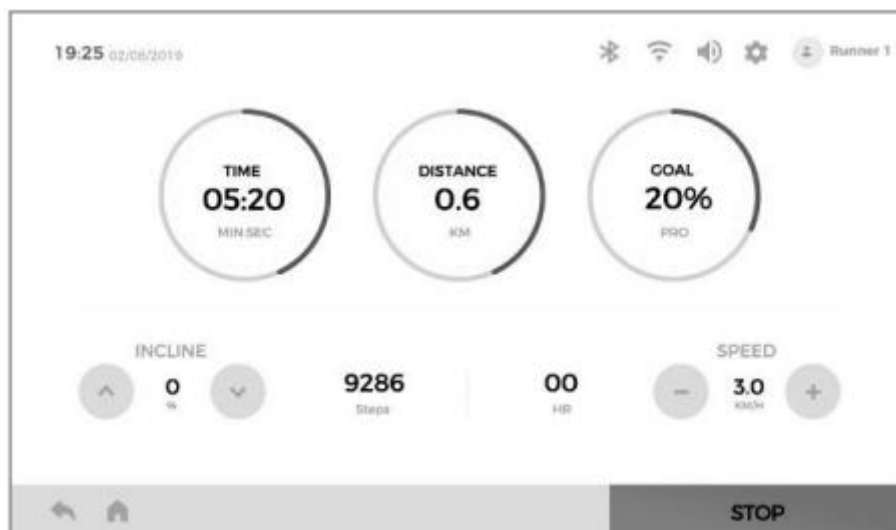 19:25 02/08/2019
Runner 1
TIME
05:20
MIN SEC
DISTANCE
0.6
KM
GOAL
20%
PRO
INCLINE
0
%
9286
Steps
00
HR
SPEED
3.0
KM/H
STOP